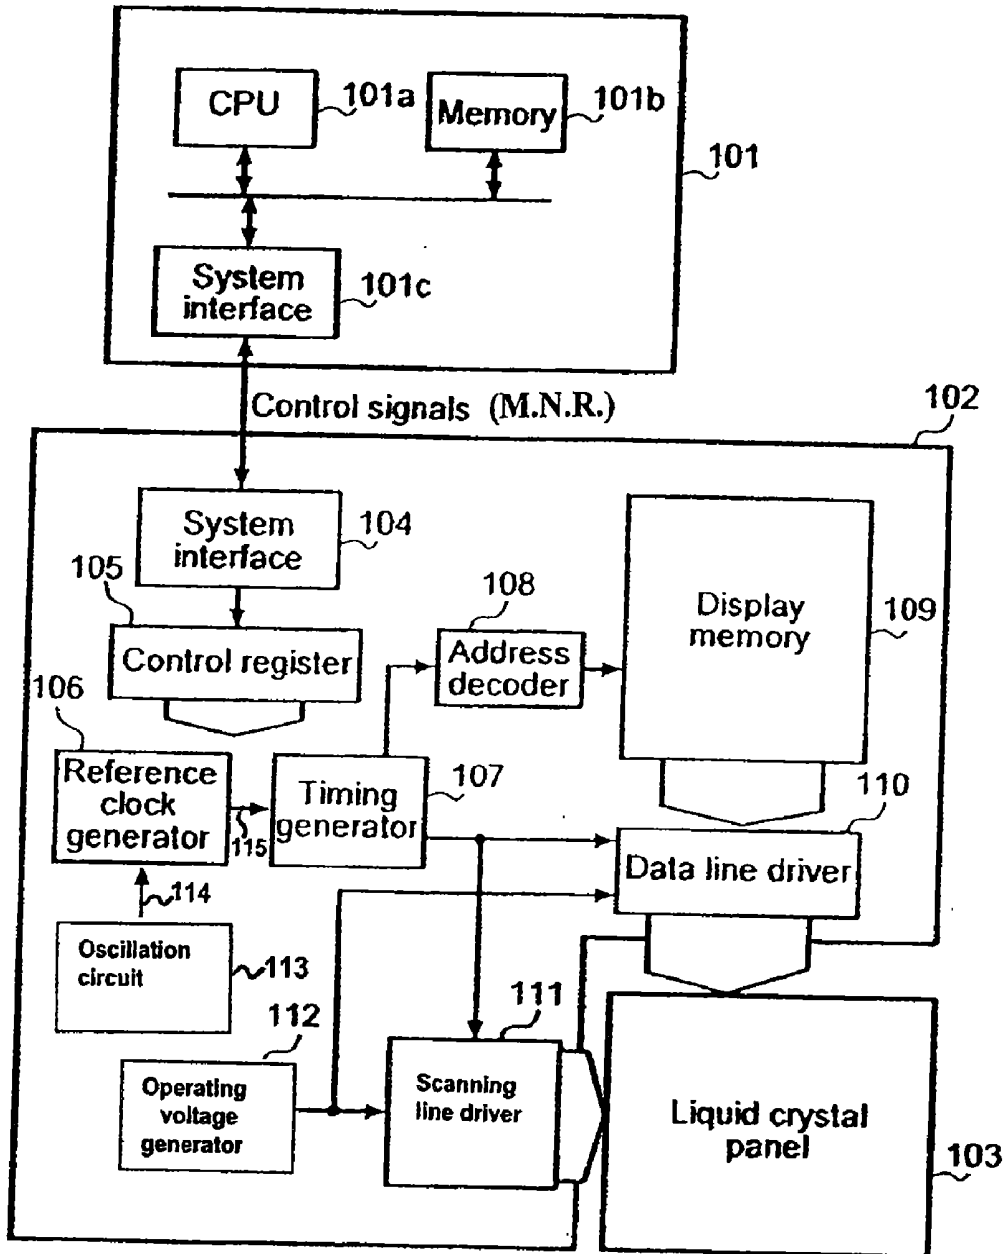 CPU
101a
Memory
101b
101
System
interface
101c
Control signals (M.N.R.)
102
System
interface
104
105
Control register
108
Address
decoder
Display
memory
109
106
Reference
clock
generator
115
Timing
generator
107
110
Data line driver
114
Oscillation
circuit
113
112
Operating
voltage
generator
111
Scanning
line driver
Liquid crystal
panel
103